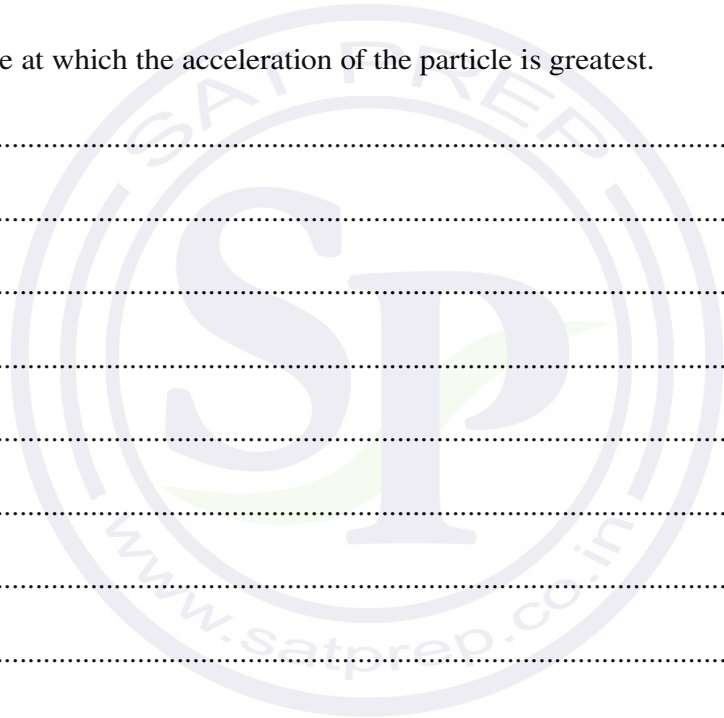 e at which the acceleration of the particle is greatest.
SAT PREP
SP
www.satprep.co.in